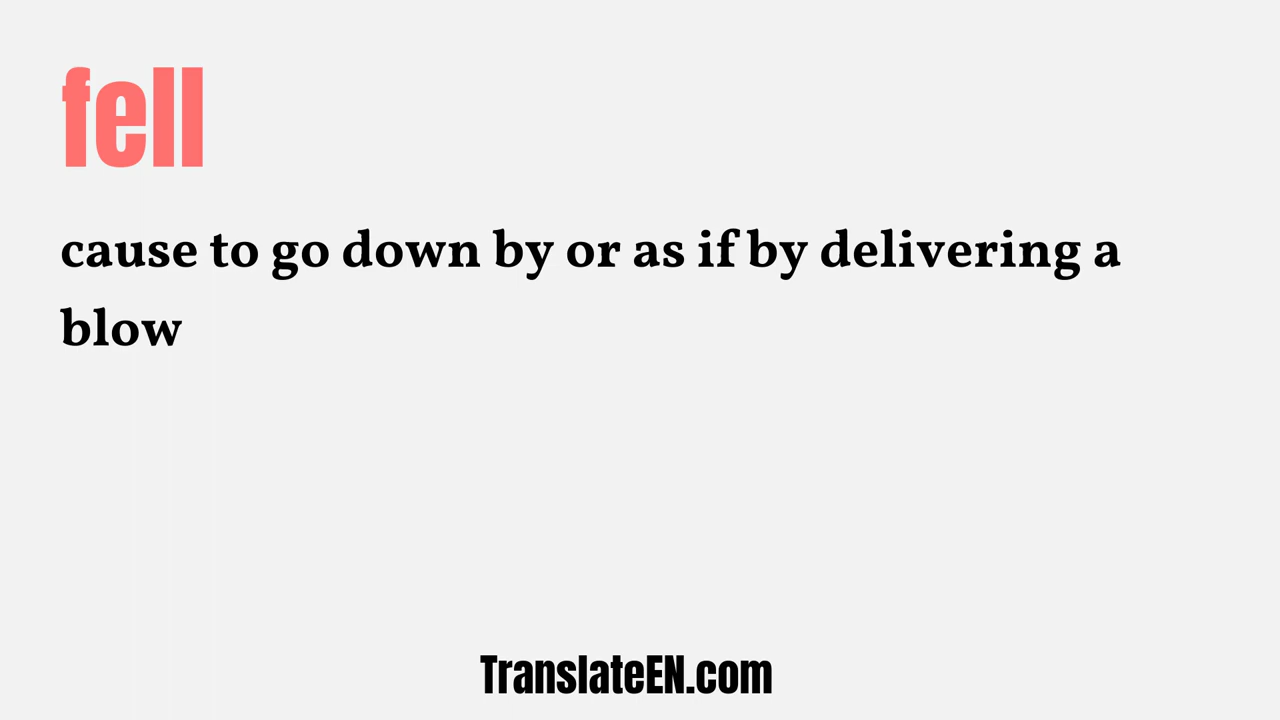 fell
cause to go down by or as if by delivering a
blow
TranslateEN.com